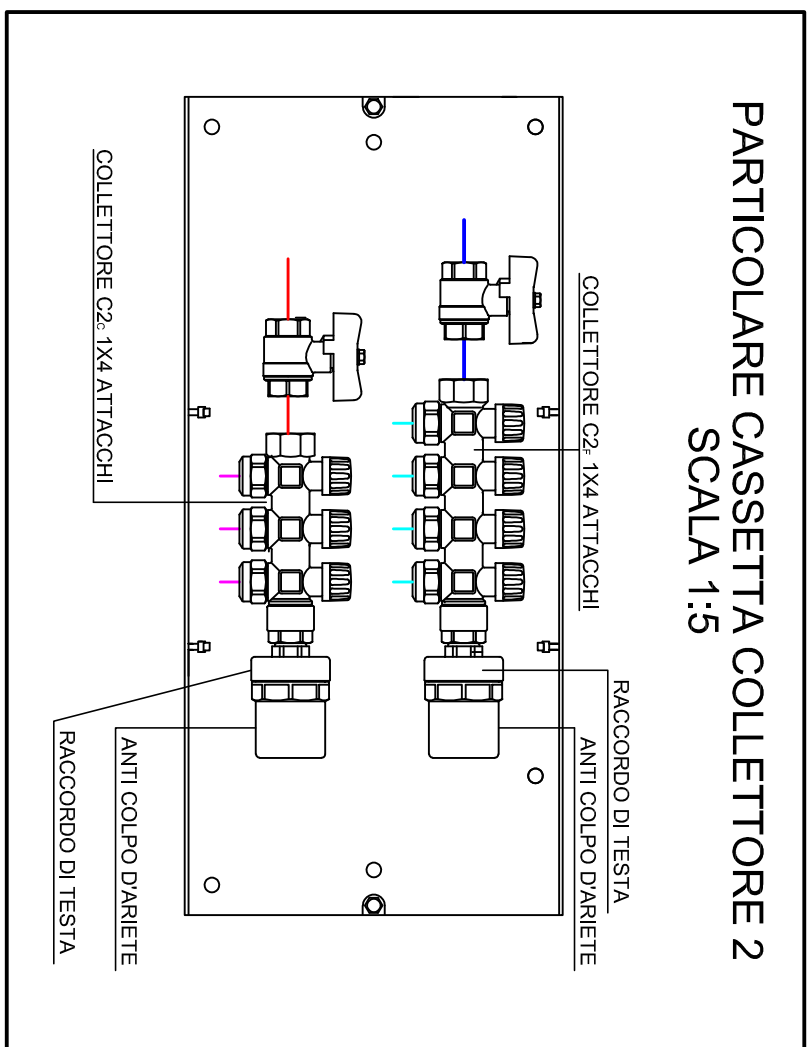 PARTICOLARE CASSETTA COLLETTORE 2
SCALA 1:5
RACCORDO DI TESTA
ANTI COLPO D'ARIETE
COLLETTORE C2F 1X4 ATTACCHI
COLLETTORE C2C 1X4 ATTACCHI
ANTI COLPO D'ARIETE
RACCORDO DI TESTA